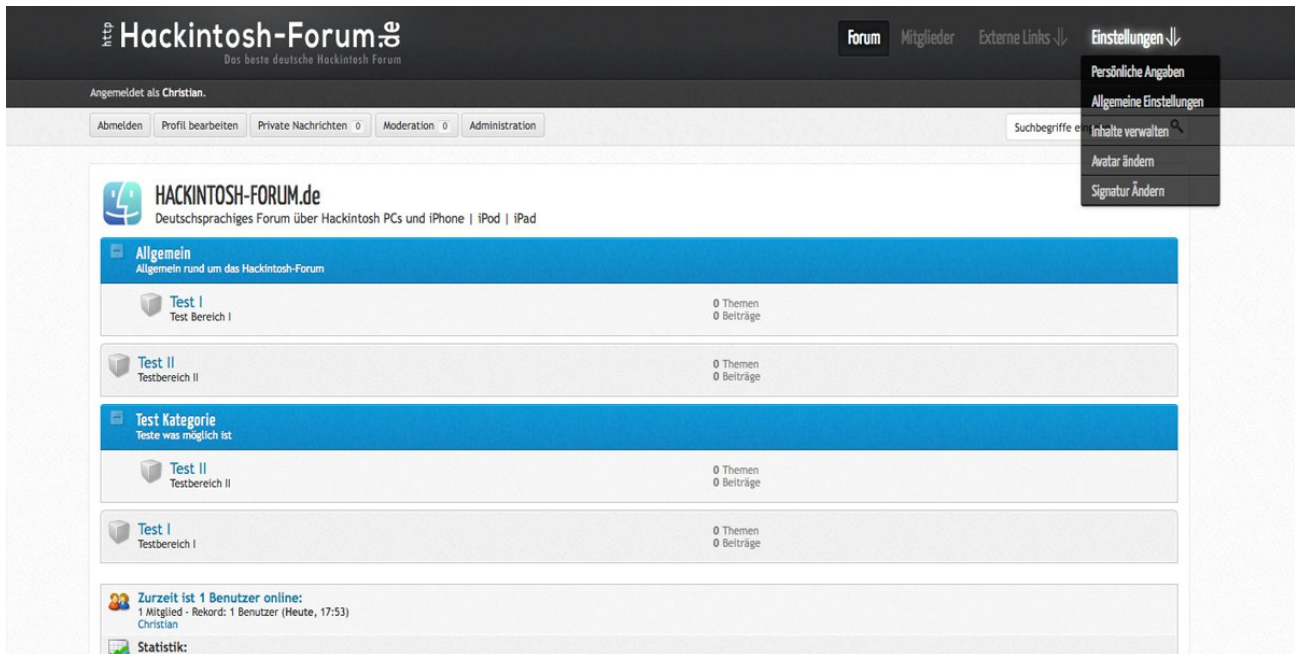 http Hackintosh-Forum.de
Das beste deutsche Hackintosh Forum
Forum Mitglieder Externe Links Einstellungen
Persönliche Angaben
Allgemeine Einstellungen
Inhalte verwalten
Avatar ändern
Signatur Ändern
Angemeldet als Christian.
Abmelden Profil bearbeiten Private Nachrichten 0 Moderation 0 Administration
Suchbegriffe
HACKINTOSH-FORUM.de
Deutschsprachiges Forum über Hackintosh PCs und iPhone | iPod | iPad
Allgemein
Allgemein rund um das Hackintosh-Forum
Test I
Test Bereich I
0 Themen
0 Beiträge
Test II
Testbereich II
0 Themen
0 Beiträge
Test Kategorie
Teste was möglich ist
Test II
Testbereich II
0 Themen
0 Beiträge
Test I
Testbereich I
0 Themen
0 Beiträge
Zurzeit ist 1 Benutzer online:
1 Mitglied - Rekord: 1 Benutzer (Heute, 17:53)
Christian
Statistik: